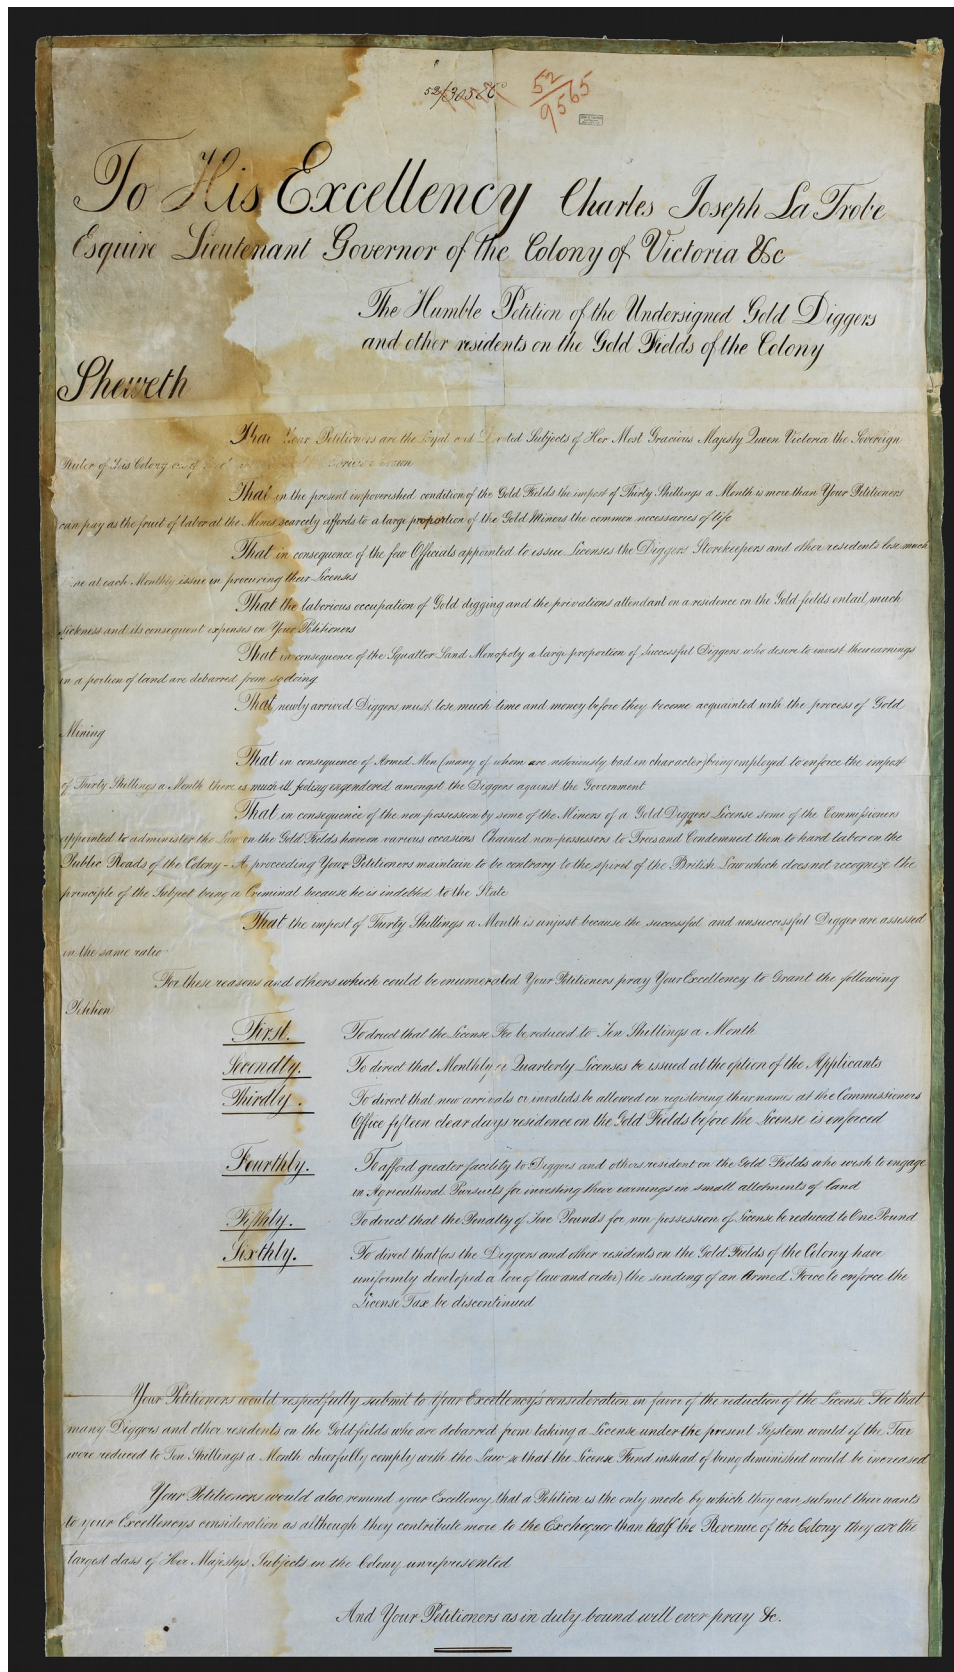 52/30586
52/9565
To His Excellency Charles Joseph La Trobe
Esquire Lieutenant Governor of the Colony of Victoria &c
The Humble Petition of the Undersigned Gold Diggers
and other residents on the Gold Fields of the Colony
Sheweth
That Your Petitioners are the Loyal and Devoted Subjects of Her Most Gracious Majesty Queen Victoria the Sovereign
Ruler of this Colony
That in the present impoverished condition of the Gold Fields the impost of Thirty Shillings a Month is more than Your Petitioners
can pay as the fruit of labor at the Mines scarcely affords to a large proportion of the Gold Miners the common necessaries of life
That in consequence of the few Officials appointed to issue Licenses the Diggers Storekeepers and other residents lose much
time at each Monthly issue in procuring their Licenses
That the laborious occupation of Gold digging and the privations attendant on a residence on the Gold fields entail much
sickness and its consequent expenses on Your Petitioners
That in consequence of the Squatter Land Monopoly a large proportion of Successful Diggers who desire to invest their earnings
in a portion of land are debarred from so doing
That newly arrived Diggers must lose much time and money before they become acquainted with the process of Gold
Mining
That in consequence of Armed Men (many of whom are notoriously bad in character) being employed to enforce the impost
of Thirty Shillings a Month there is much ill feeling engendered amongst the Diggers against the Government
That in consequence of the non possession by some of the Miners of a Gold Diggers License some of the Commissioners
appointed to administer the Law on the Gold Fields have on various occasions Chained non-possessors to Trees and Condemned them to hard labor on the
Public Roads of the Colony - A proceeding Your Petitioners maintain to be contrary to the spirit of the British Law which does not recognize the
principle of the Subject being a Criminal because he is indebted to the State
That the impost of Thirty Shillings a Month is unjust because the successful and unsuccessful Digger are assessed
in the same ratio
For these reasons and others which could be enumerated Your Petitioners pray Your Excellency to Grant the following
Petition
First. To direct that the License Fee be reduced to Ten Shillings a Month
Secondly. To direct that Monthly or Quarterly Licenses be issued at the option of the Applicants
Thirdly. To direct that new arrivals or invalids be allowed on registering their names at the Commissioners
Office fifteen clear days residence on the Gold Fields before the License is enforced
Fourthly. To afford greater facility to Diggers and others resident on the Gold Fields who wish to engage
in Agricultural Pursuits for investing their earnings in small allotments of land
Fifthly. To direct that the Penalty of Five Pounds for non possession of License be reduced to One Pound
Sixthly. To direct that (as the Diggers and other residents on the Gold Fields of the Colony have
uniformly developed a love of law and order) the sending of an Armed Force to enforce the
License Tax be discontinued
Your Petitioners would respectfully submit to Your Excellency's consideration in favor of the reduction of the License Fee that
many Diggers and other residents on the Gold fields who are debarred from taking a License under the present System would if the Tax
were reduced to Ten Shillings a Month cheerfully comply with the Law so that the License Fund instead of being diminished would be increased
Your Petitioners would also remind your Excellency that a Petition is the only mode by which they can submit their wants
to your Excellencys consideration as although they contribute more to the Exchequer than half the Revenue of the Colony they are the
largest class of Her Majestys Subjects in the Colony unrepresented
And Your Petitioners as in duty bound will ever pray &c.